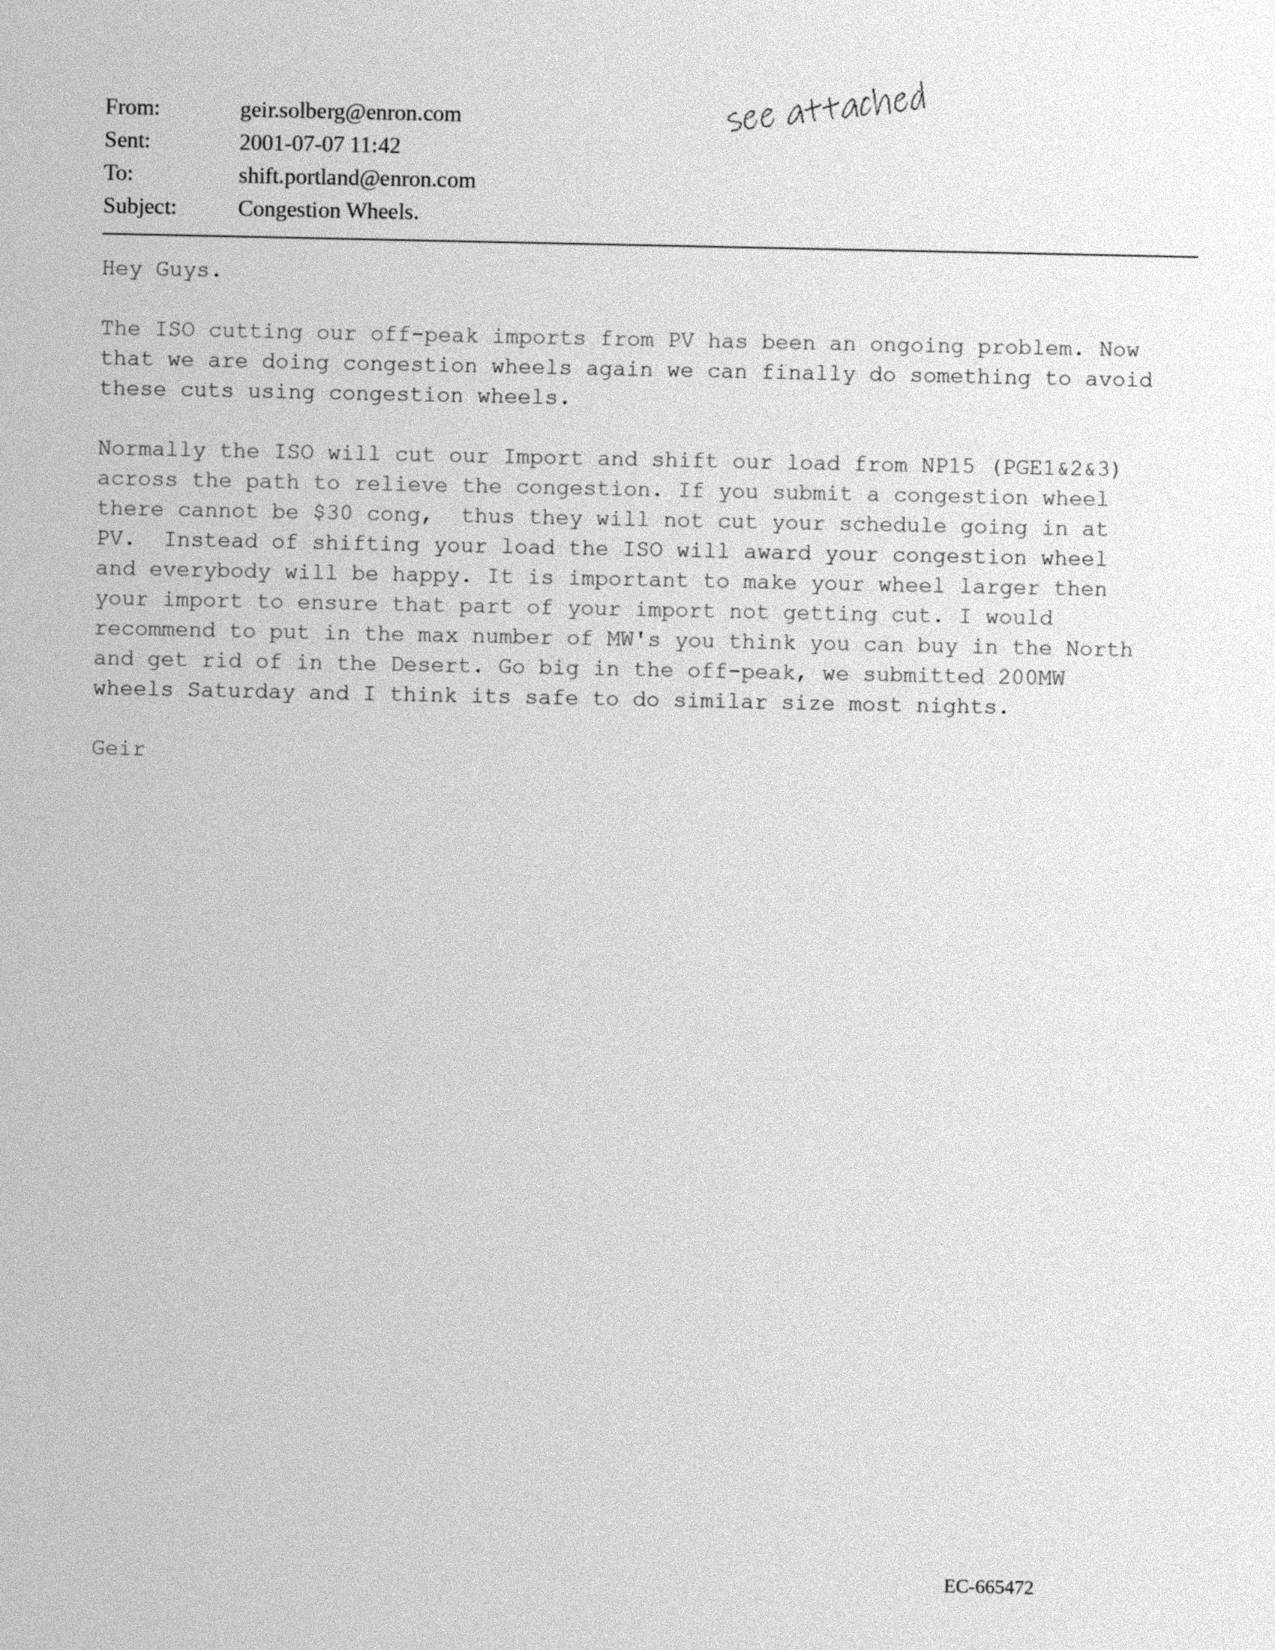 see attached
From: geir.solberg@enron.com
Sent: 2001-07-07 11:42
To: shift.portland@enron.com
Subject: Congestion Wheels.
Hey Guys.
The ISO cutting our off-peak imports from PV has been an ongoing problem. Now
that we are doing congestion wheels again we can finally do something to avoid
these cuts using congestion wheels.
Normally the ISO will cut our Import and shift our load from NP15 (PGE1&2&3)
across the path to relieve the congestion. If you submit a congestion wheel
there cannot be $30 cong,  thus they will not cut your schedule going in at
PV.  Instead of shifting your load the ISO will award your congestion wheel
and everybody will be happy. It is important to make your wheel larger then
your import to ensure that part of your import not getting cut. I would
recommend to put in the max number of MW's you think you can buy in the North
and get rid of in the Desert. Go big in the off-peak, we submitted 200MW
wheels Saturday and I think its safe to do similar size most nights.
Geir
EC-665472